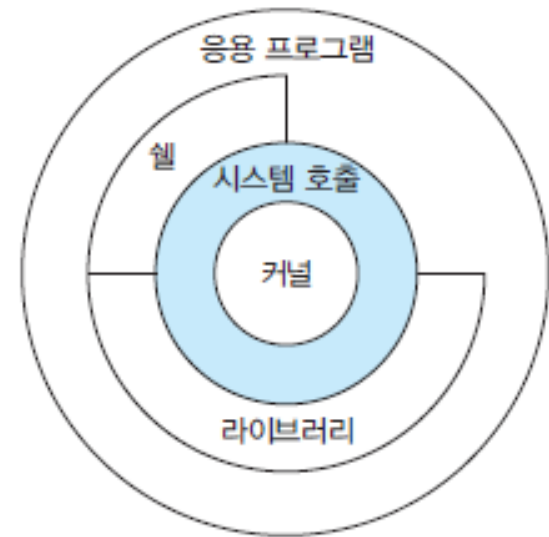 응용 프로그램
쉘
시스템 호출
커널
라이브러리